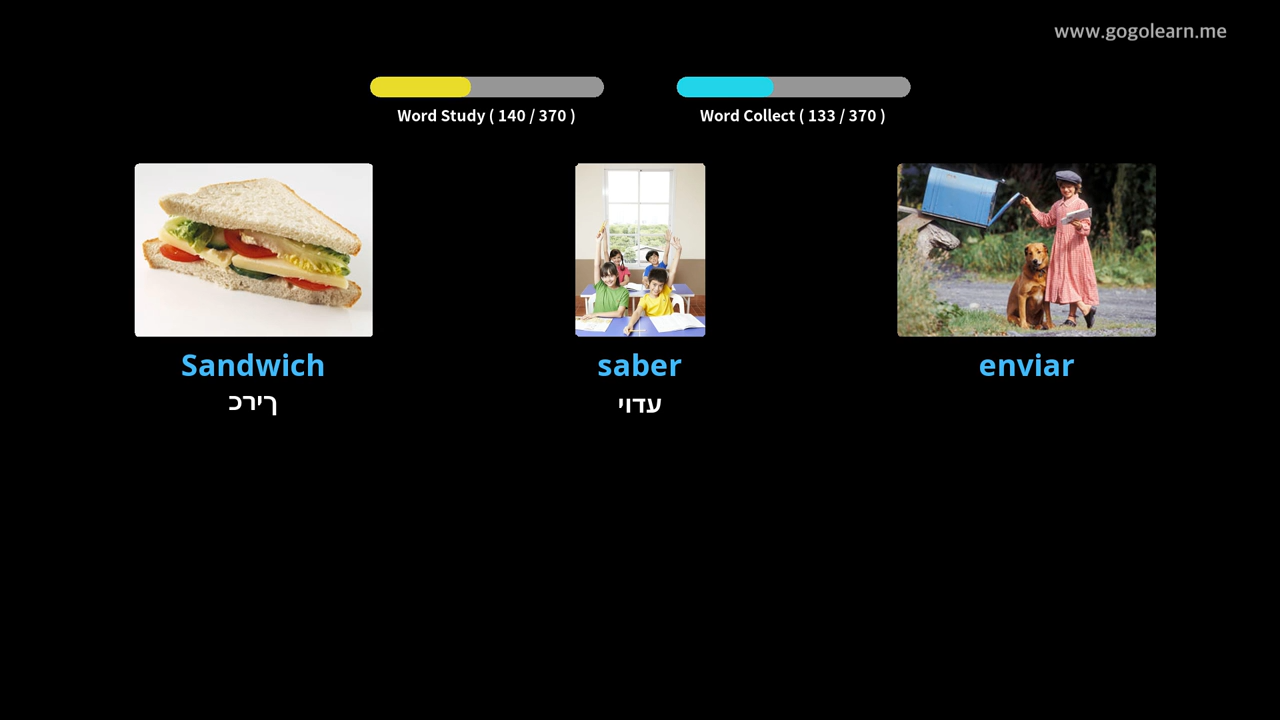 www.gogolearn.me
Word Study ( 140 / 370 )
Word Collect ( 133 / 370 )
Sandwich
ךירכ
saber
עדוי
enviar